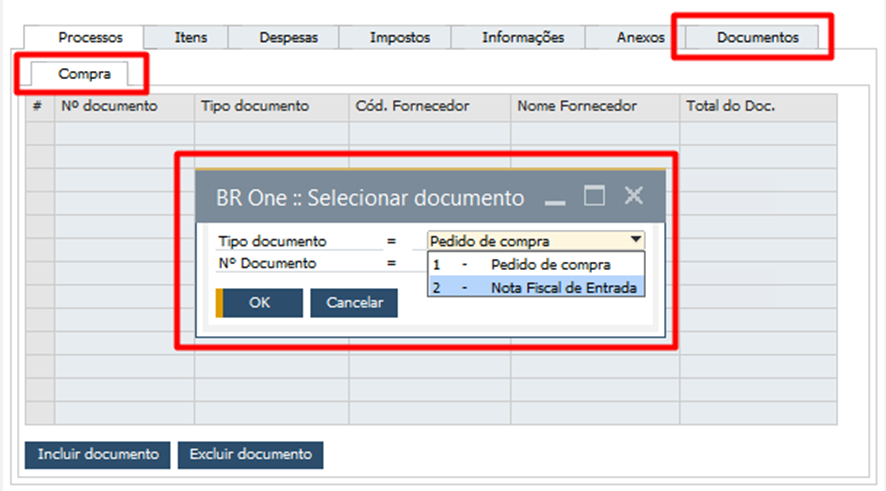 Processos Itens Despesas Impostos Informações Anexos Documentos
Compra
# Nº documento Tipo documento Cód. Fornecedor Nome Fornecedor Total do Doc.
BR One :: Selecionar documento
Tipo documento = Pedido de compra
Nº Documento =
1 - Pedido de compra
2 - Nota Fiscal de Entrada
OK Cancelar
Incluir documento Excluir documento